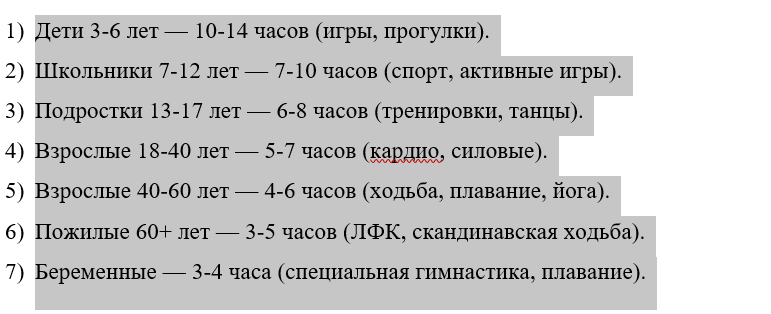 1) Дети 3-6 лет — 10-14 часов (игры, прогулки).
2) Школьники 7-12 лет — 7-10 часов (спорт, активные игры).
3) Подростки 13-17 лет — 6-8 часов (тренировки, танцы).
4) Взрослые 18-40 лет — 5-7 часов (кардио, силовые).
5) Взрослые 40-60 лет — 4-6 часов (ходьба, плавание, йога).
6) Пожилые 60+ лет — 3-5 часов (ЛФК, скандинавская ходьба).
7) Беременные — 3-4 часа (специальная гимнастика, плавание).